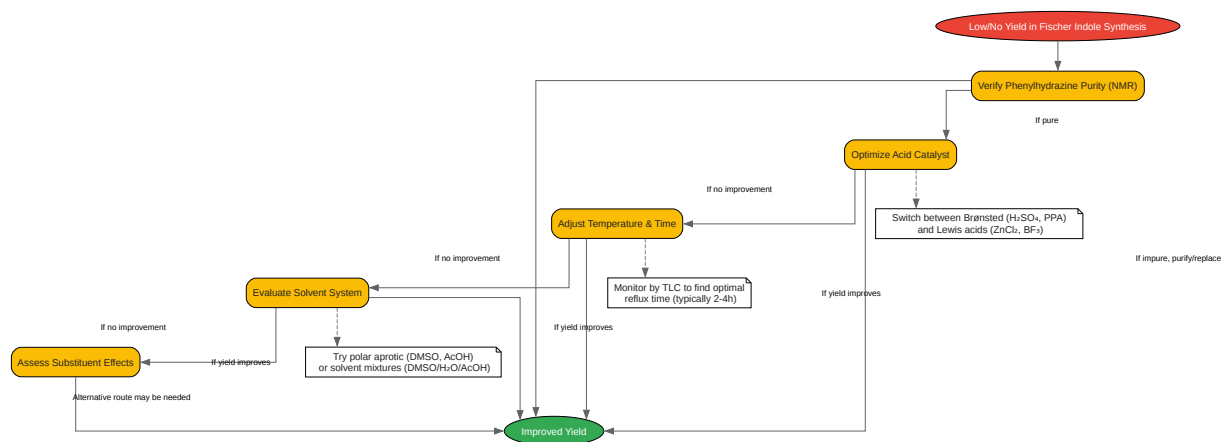 Low/No Yield in Fischer Indole Synthesis
Verify Phenylhydrazine Purity (NMR)
If pure
Optimize Acid Catalyst
If no improvement
Switch between Brønsted (H₂SO₄, PPA)
and Lewis acids (ZnCl₂, BF₃)
Adjust Temperature & Time
If no improvement
If impure, purify/replace
Monitor by TLC to find optimal
reflux time (typically 2-4h)
If yield improves
Evaluate Solvent System
If no improvement
If yield improves
Try polar aprotic (DMSO, AcOH)
or solvent mixtures (DMSO/H₂O/AcOH)
If yield improves
Assess Substituent Effects
Alternative route may be needed
Improved Yield